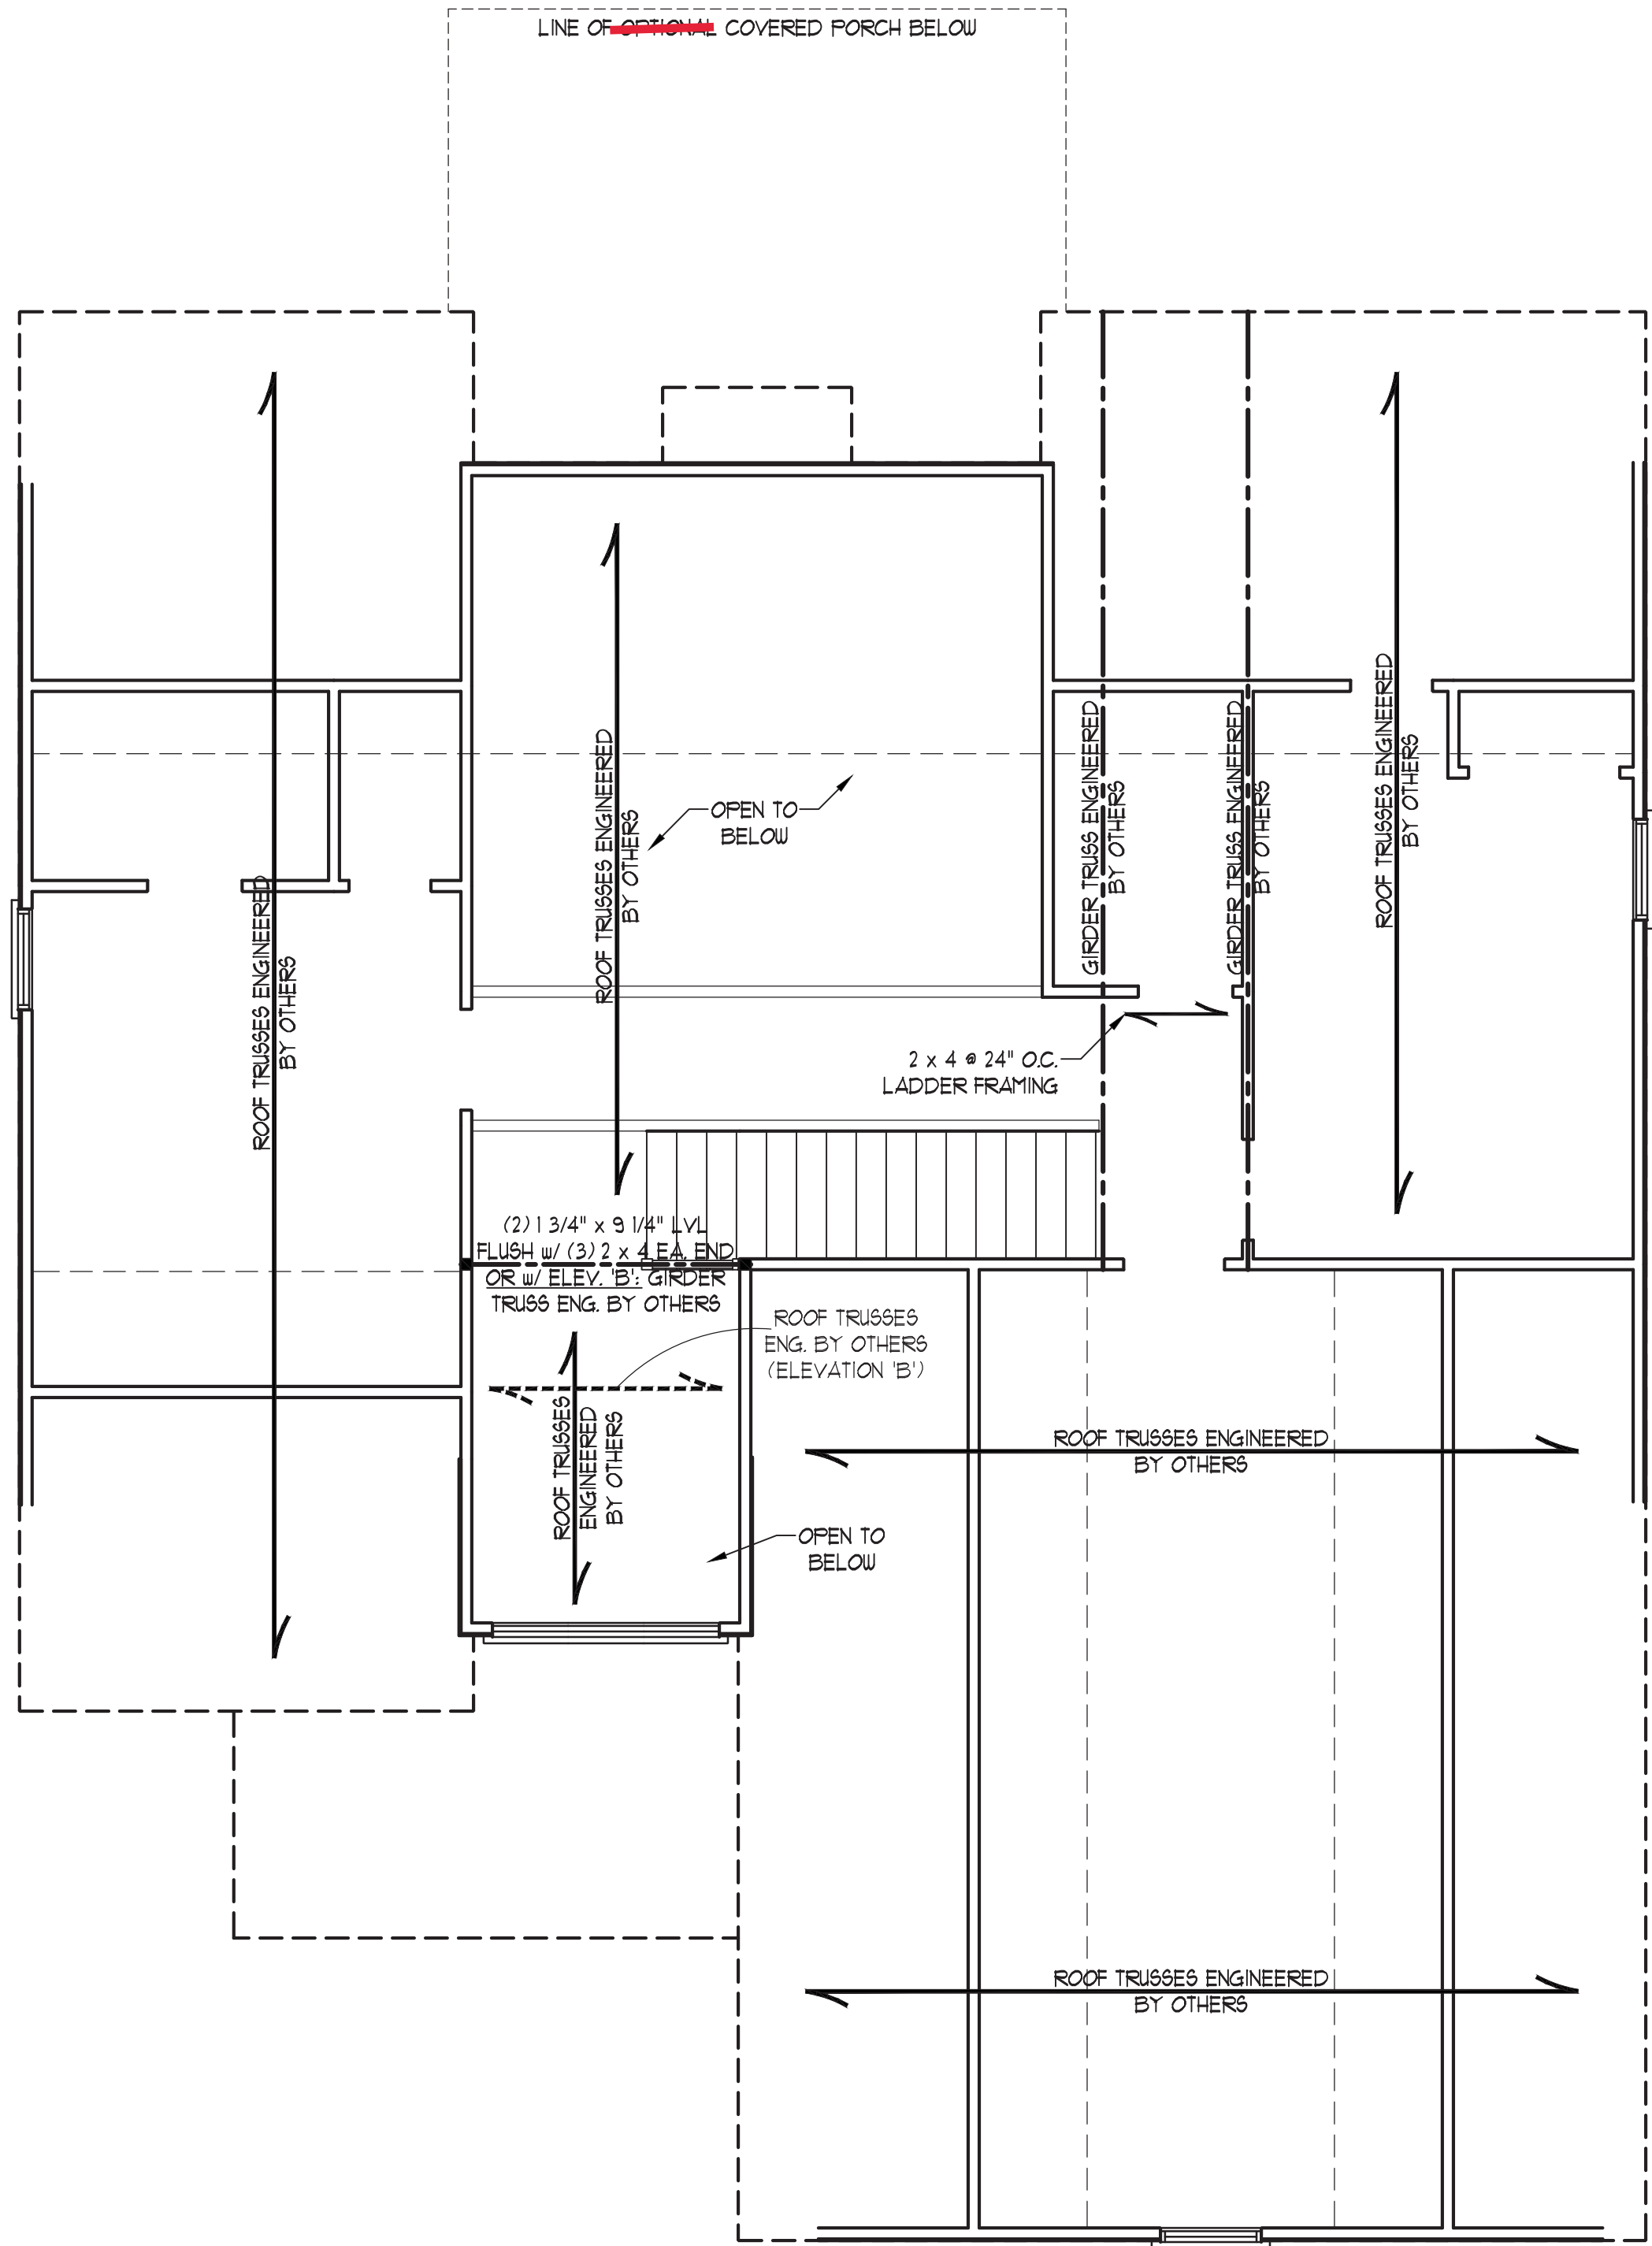 LINE OF OPTIONAL COVERED PORCH BELOW
ROOF TRUSSES ENGINEERED
BY OTHERS
ROOF TRUSSES ENGINEERED
BY OTHERS
OPEN TO
BELOW
GIRDER TRUSS ENGINEERED
BY OTHERS
GIRDER TRUSS ENGINEERED
BY OTHERS
ROOF TRUSSES ENGINEERED
BY OTHERS
2 x 4 @ 24" O.C.
LADDER FRAMING
(2) 1 3/4" x 9 1/4" LVL
FLUSH w/ (3) 2 x 4 EA. END
OR w/ ELEV. 'B': GIRDER
TRUSS ENG. BY OTHERS
ROOF TRUSSES
ENG. BY OTHERS
(ELEVATION 'B')
ROOF TRUSSES
ENGINEERED
BY OTHERS
ROOF TRUSSES ENGINEERED
BY OTHERS
OPEN TO
BELOW
ROOF TRUSSES ENGINEERED
BY OTHERS